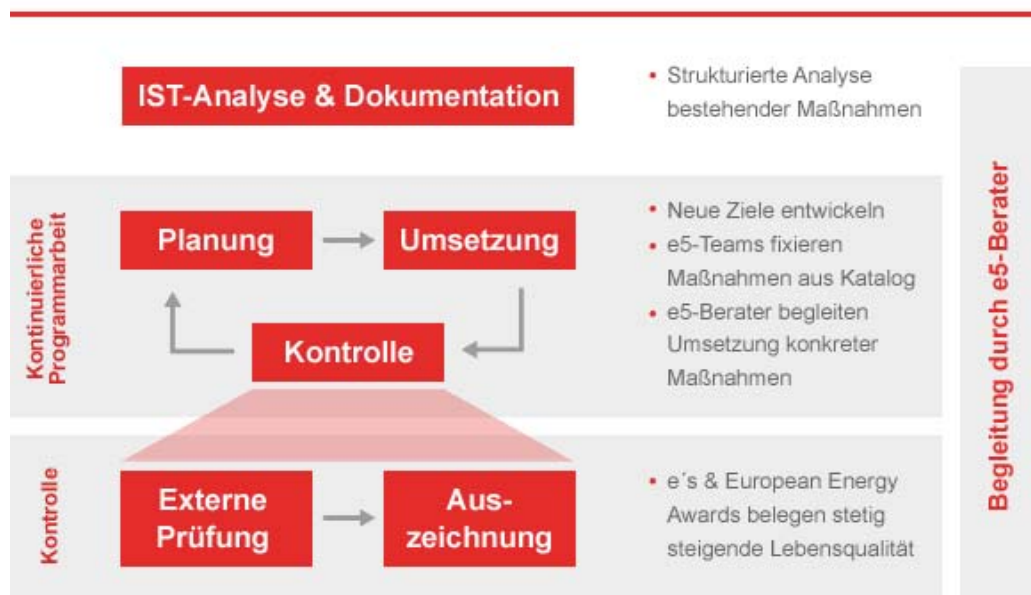 IST-Analyse & Dokumentation
• Strukturierte Analyse
bestehender Maßnahmen
Kontinuierliche
Programmarbeit
Planung
Umsetzung
Kontrolle
• Neue Ziele entwickeln
• e5-Teams fixieren
Maßnahmen aus Katalog
• e5-Berater begleiten
Umsetzung konkreter
Maßnahmen
Kontrolle
Externe
Prüfung
Aus-
zeichnung
• e´s & European Energy
Awards belegen stetig
steigende Lebensqualität
Begleitung durch e5-Berater